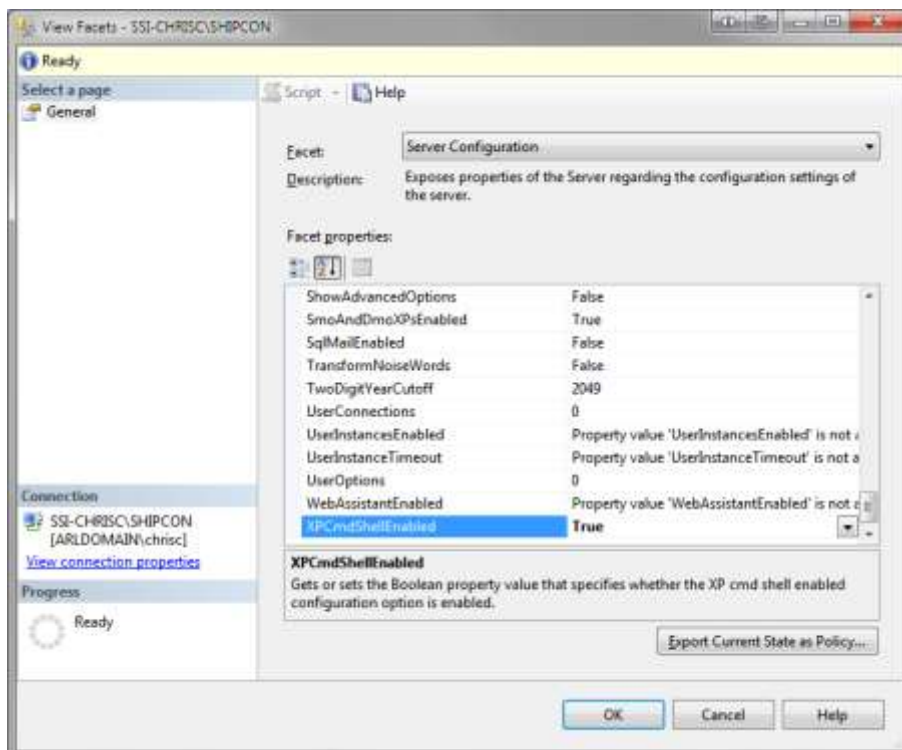 View Facets - SSI-CHRISC\SHIPCON
Ready
Select a page
General
Script
Help
Facet:
Server Configuration
Description:
Exposes properties of the Server regarding the configuration settings of
the server.
Facet properties:
ShowAdvancedOptions False
SmoAndDmoXPsEnabled True
SqlMailEnabled False
TransformNoiseWords False
TwoDigitYearCutoff 2049
UserConnections 0
UserInstancesEnabled Property value 'UserInstancesEnabled' is not a
UserInstanceTimeout Property value 'UserInstanceTimeout' is not a
UserOptions 0
WebAssistantEnabled Property value 'WebAssistantEnabled' is not a
XPCmdShellEnabled True
XPCmdShellEnabled
Gets or sets the Boolean property value that specifies whether the XP cmd shell enabled
configuration option is enabled.
Connection
SSI-CHRISC\SHIPCON
[ARLDOMAIN\chrisc]
View connection properties
Progress
Ready
Export Current State as Policy...
OK
Cancel
Help